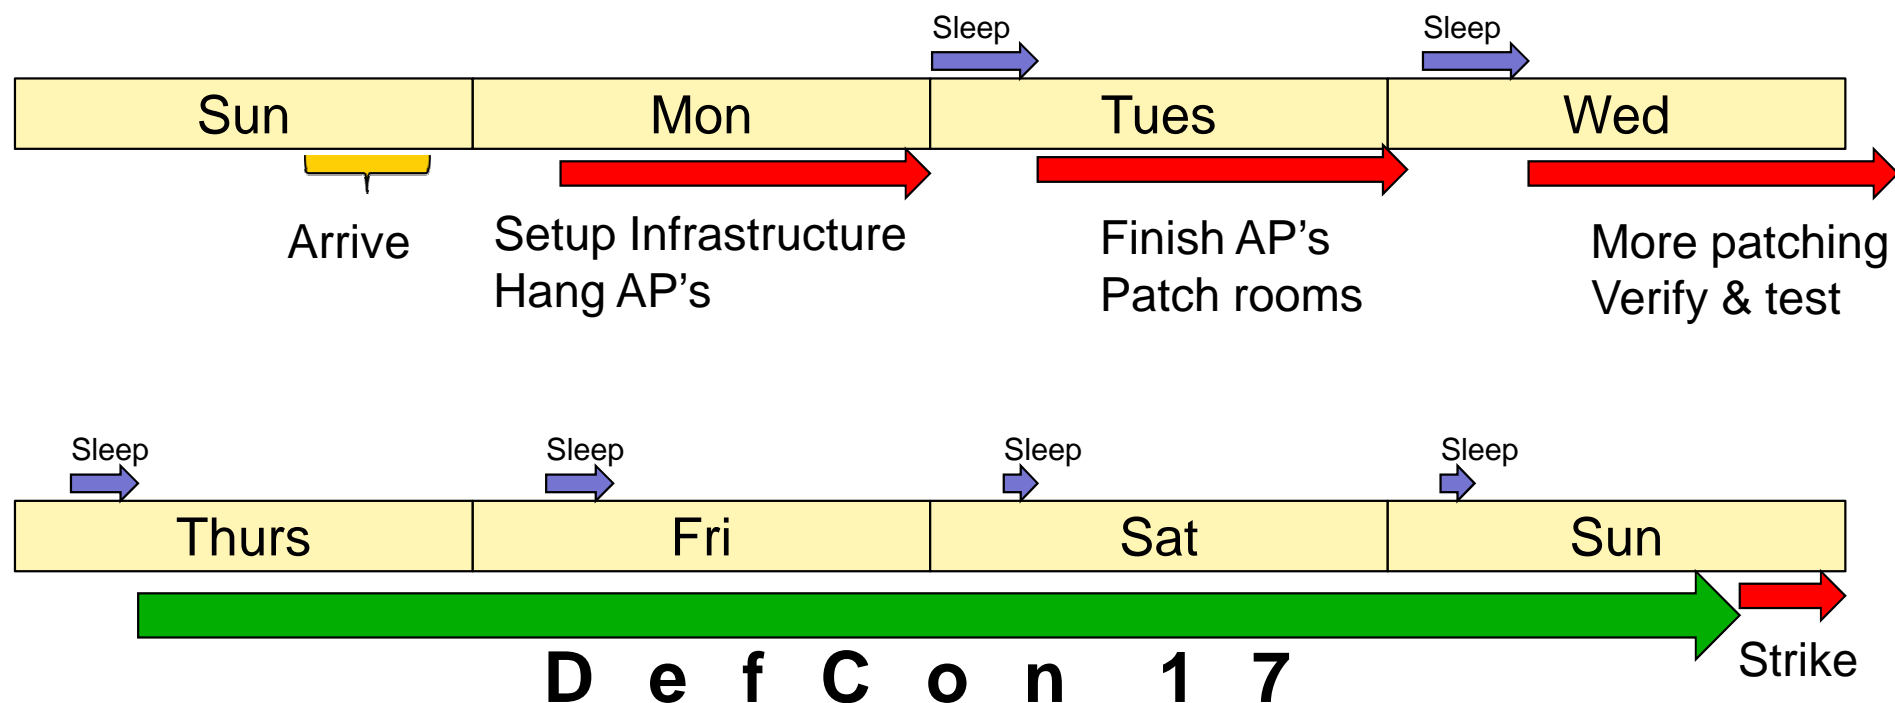 Sleep Sleep
Sun Mon Tues Wed
Arrive
Setup Infrastructure
Hang AP's
Finish AP's
Patch rooms
More patching
Verify & test
Sleep Sleep Sleep Sleep
Thurs Fri Sat Sun
D e f C o n 1 7
Strike